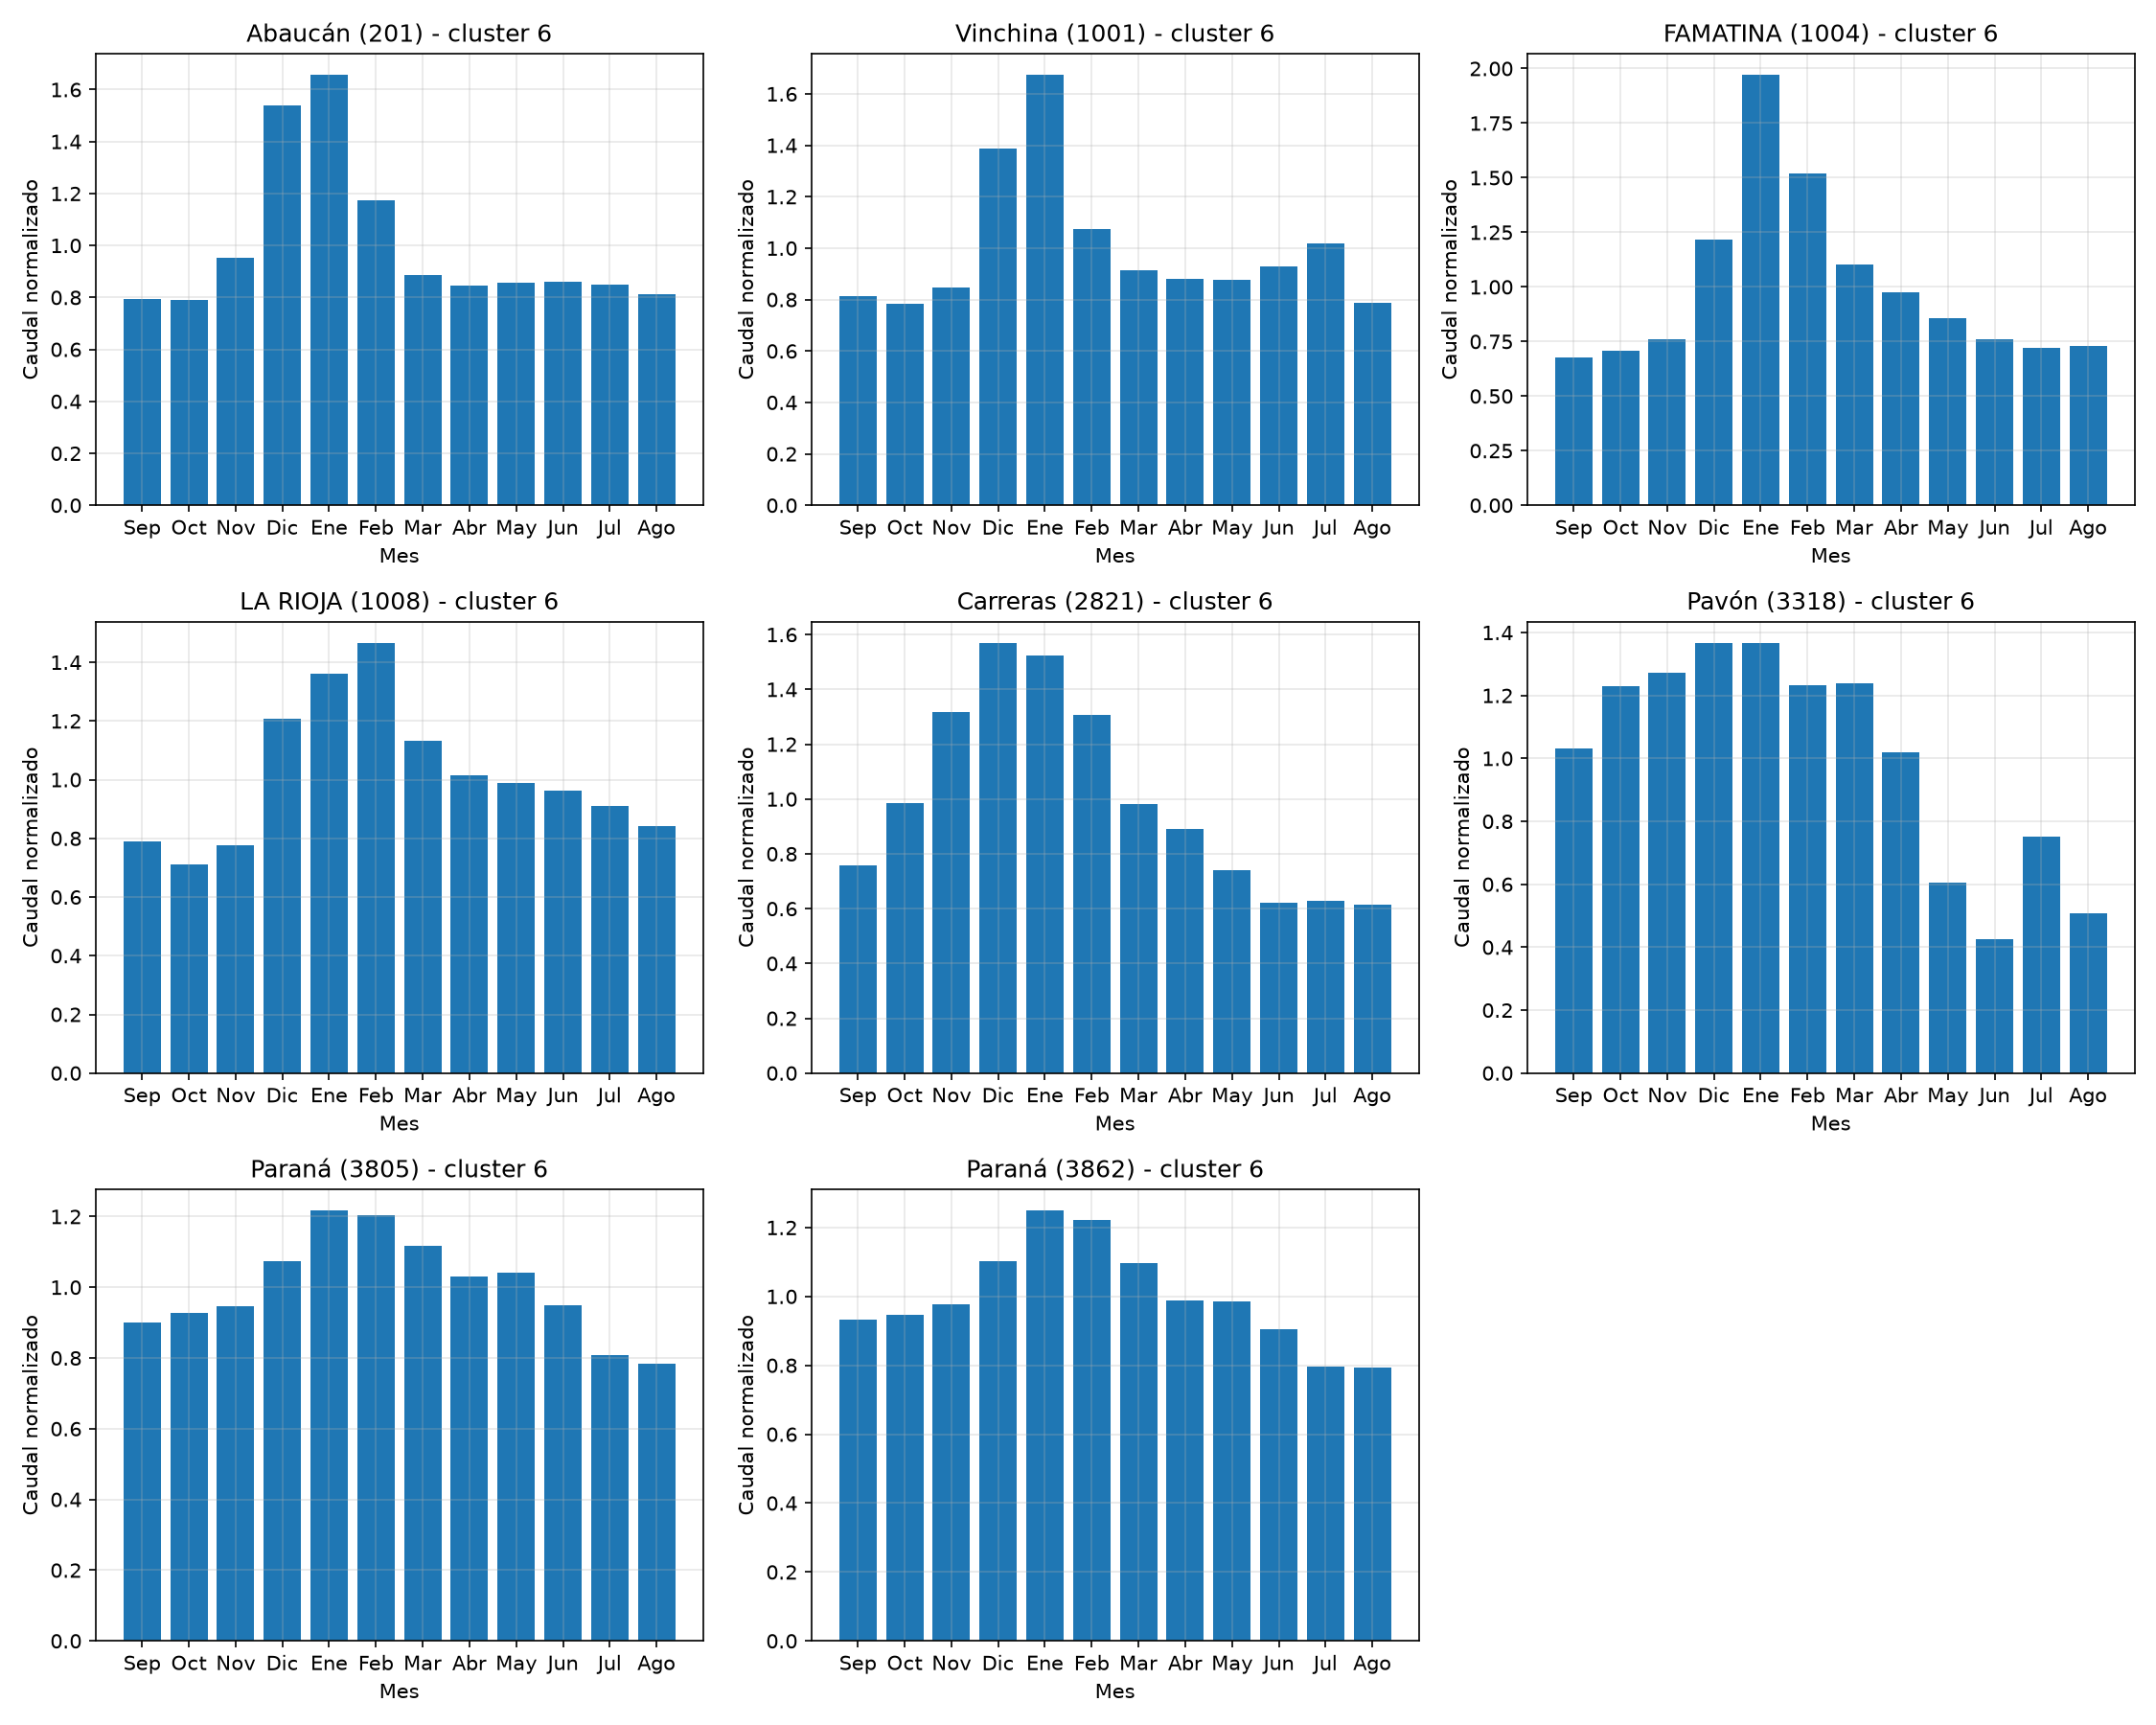 Abaucán (201) - cluster 6
Caudal normalizado
1.6
1.4
1.2
1.0
0.8
0.6
0.4
0.2
0.0
Sep Oct Nov Dic Ene Feb Mar Abr May Jun Jul Ago
Mes
Vinchina (1001) - cluster 6
Caudal normalizado
1.6
1.4
1.2
1.0
0.8
0.6
0.4
0.2
0.0
Sep Oct Nov Dic Ene Feb Mar Abr May Jun Jul Ago
Mes
FAMATINA (1004) - cluster 6
Caudal normalizado
2.00
1.75
1.50
1.25
1.00
0.75
0.50
0.25
0.00
Sep Oct Nov Dic Ene Feb Mar Abr May Jun Jul Ago
Mes
LA RIOJA (1008) - cluster 6
Caudal normalizado
1.4
1.2
1.0
0.8
0.6
0.4
0.2
0.0
Sep Oct Nov Dic Ene Feb Mar Abr May Jun Jul Ago
Mes
Carreras (2821) - cluster 6
Caudal normalizado
1.6
1.4
1.2
1.0
0.8
0.6
0.4
0.2
0.0
Sep Oct Nov Dic Ene Feb Mar Abr May Jun Jul Ago
Mes
Pavón (3318) - cluster 6
Caudal normalizado
1.4
1.2
1.0
0.8
0.6
0.4
0.2
0.0
Sep Oct Nov Dic Ene Feb Mar Abr May Jun Jul Ago
Mes
Paraná (3805) - cluster 6
Caudal normalizado
1.2
1.0
0.8
0.6
0.4
0.2
0.0
Sep Oct Nov Dic Ene Feb Mar Abr May Jun Jul Ago
Mes
Paraná (3862) - cluster 6
Caudal normalizado
1.2
1.0
0.8
0.6
0.4
0.2
0.0
Sep Oct Nov Dic Ene Feb Mar Abr May Jun Jul Ago
Mes